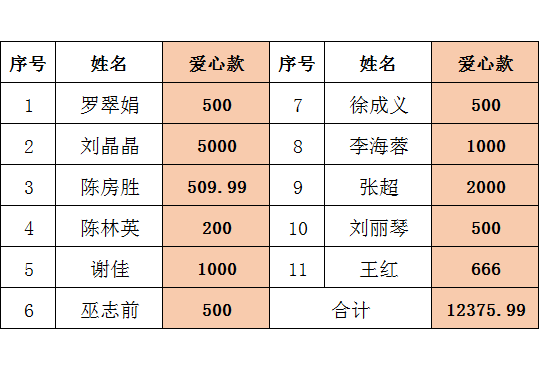 序号 姓名 爱心款 序号 姓名 爱心款
1 罗翠娟 500 7 徐成义 500
2 刘晶晶 5000 8 李海蓉 1000
3 陈房胜 509.99 9 张超 2000
4 陈林英 200 10 刘丽琴 500
5 谢佳 1000 11 王红 666
6 巫志前 500 合计 12375.99